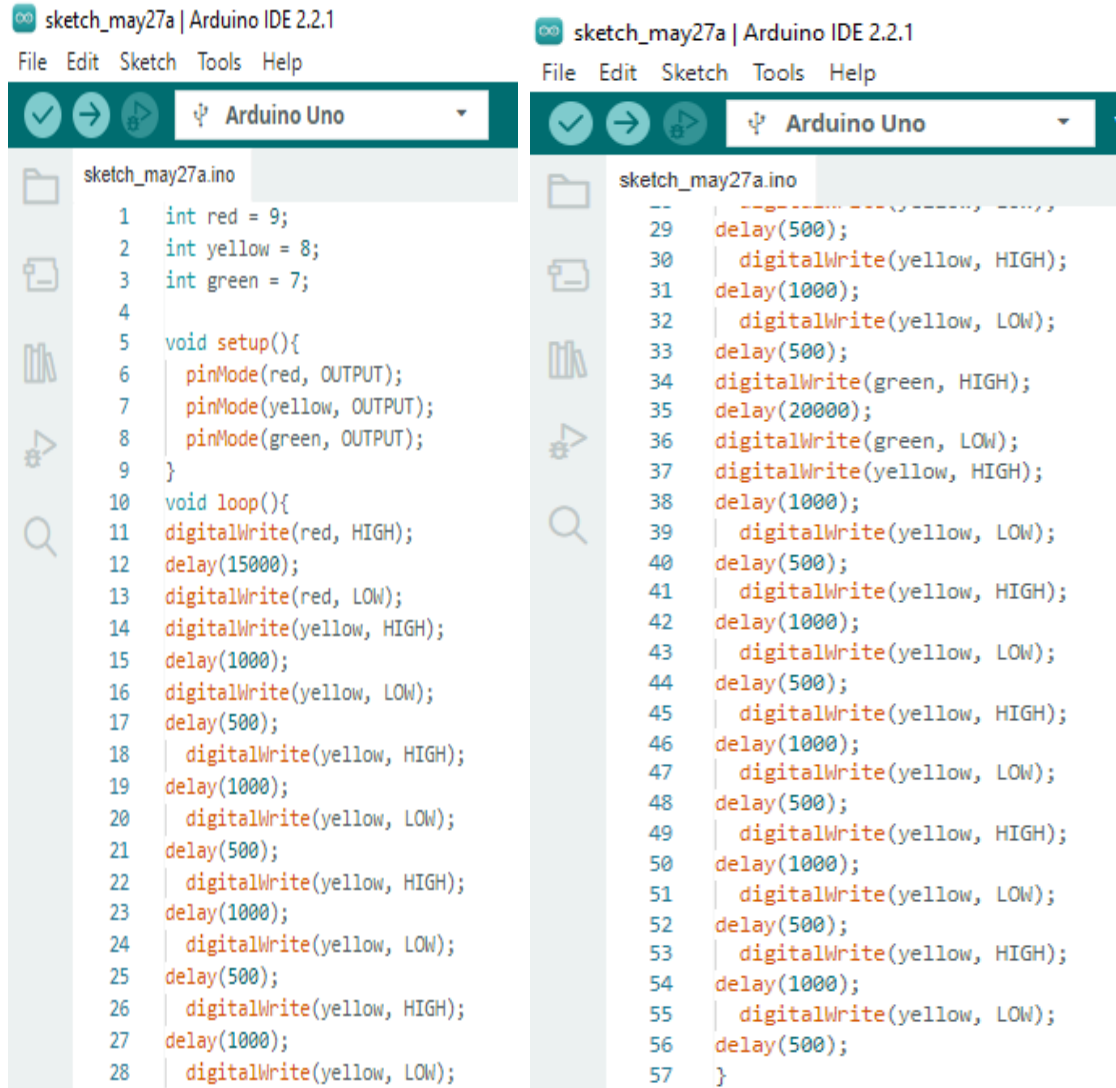 sketch_may27a | Arduino IDE 2.2.1
File Edit Sketch Tools Help
Arduino Uno
sketch_may27a.ino
1 int red = 9;
2 int yellow = 8;
3 int green = 7;
4
5 void setup(){
6 pinMode(red, OUTPUT);
7 pinMode(yellow, OUTPUT);
8 pinMode(green, OUTPUT);
9 }
10 void loop(){
11 digitalWrite(red, HIGH);
12 delay(15000);
13 digitalWrite(red, LOW);
14 digitalWrite(yellow, HIGH);
15 delay(1000);
16 digitalWrite(yellow, LOW);
17 delay(500);
18 digitalWrite(yellow, HIGH);
19 delay(1000);
20 digitalWrite(yellow, LOW);
21 delay(500);
22 digitalWrite(yellow, HIGH);
23 delay(1000);
24 digitalWrite(yellow, LOW);
25 delay(500);
26 digitalWrite(yellow, HIGH);
27 delay(1000);
28 digitalWrite(yellow, LOW);
sketch_may27a | Arduino IDE 2.2.1
File Edit Sketch Tools Help
Arduino Uno
sketch_may27a.ino
29 delay(500);
30 digitalWrite(yellow, HIGH);
31 delay(1000);
32 digitalWrite(yellow, LOW);
33 delay(500);
34 digitalWrite(green, HIGH);
35 delay(20000);
36 digitalWrite(green, LOW);
37 digitalWrite(yellow, HIGH);
38 delay(1000);
39 digitalWrite(yellow, LOW);
40 delay(500);
41 digitalWrite(yellow, HIGH);
42 delay(1000);
43 digitalWrite(yellow, LOW);
44 delay(500);
45 digitalWrite(yellow, HIGH);
46 delay(1000);
47 digitalWrite(yellow, LOW);
48 delay(500);
49 digitalWrite(yellow, HIGH);
50 delay(1000);
51 digitalWrite(yellow, LOW);
52 delay(500);
53 digitalWrite(yellow, HIGH);
54 delay(1000);
55 digitalWrite(yellow, LOW);
56 delay(500);
57 }